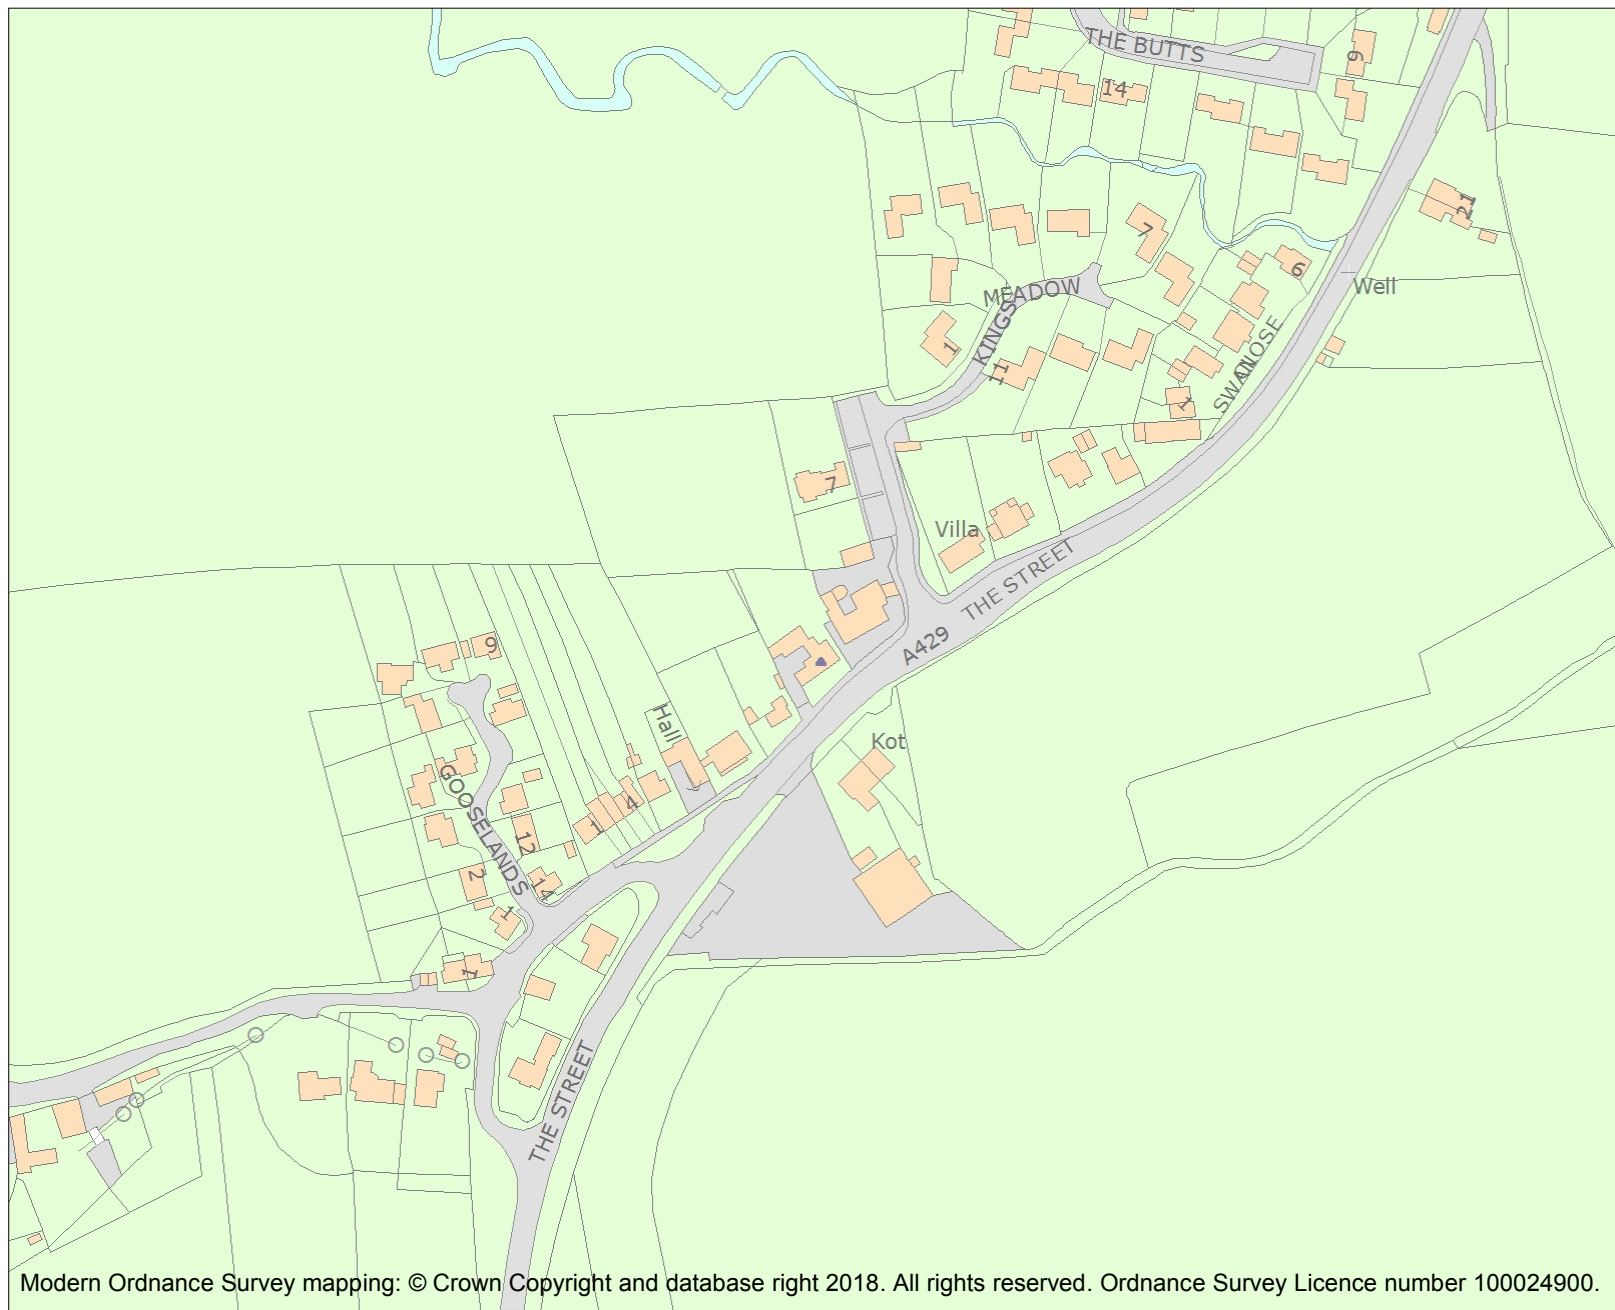 THE BUTTS
9
14
21
7
6
Well
MEADOW
KINGS
1
11
SWAN
CLOSE
1
7
Villa
THE STREET
A429
9
Hall
Kot
GOOSELANDS
4
1
12
2
14
1
1
THE STREET
Modern Ordnance Survey mapping: © Crown Copyright and database right 2018. All rights reserved. Ordnance Survey Licence number 100024900.